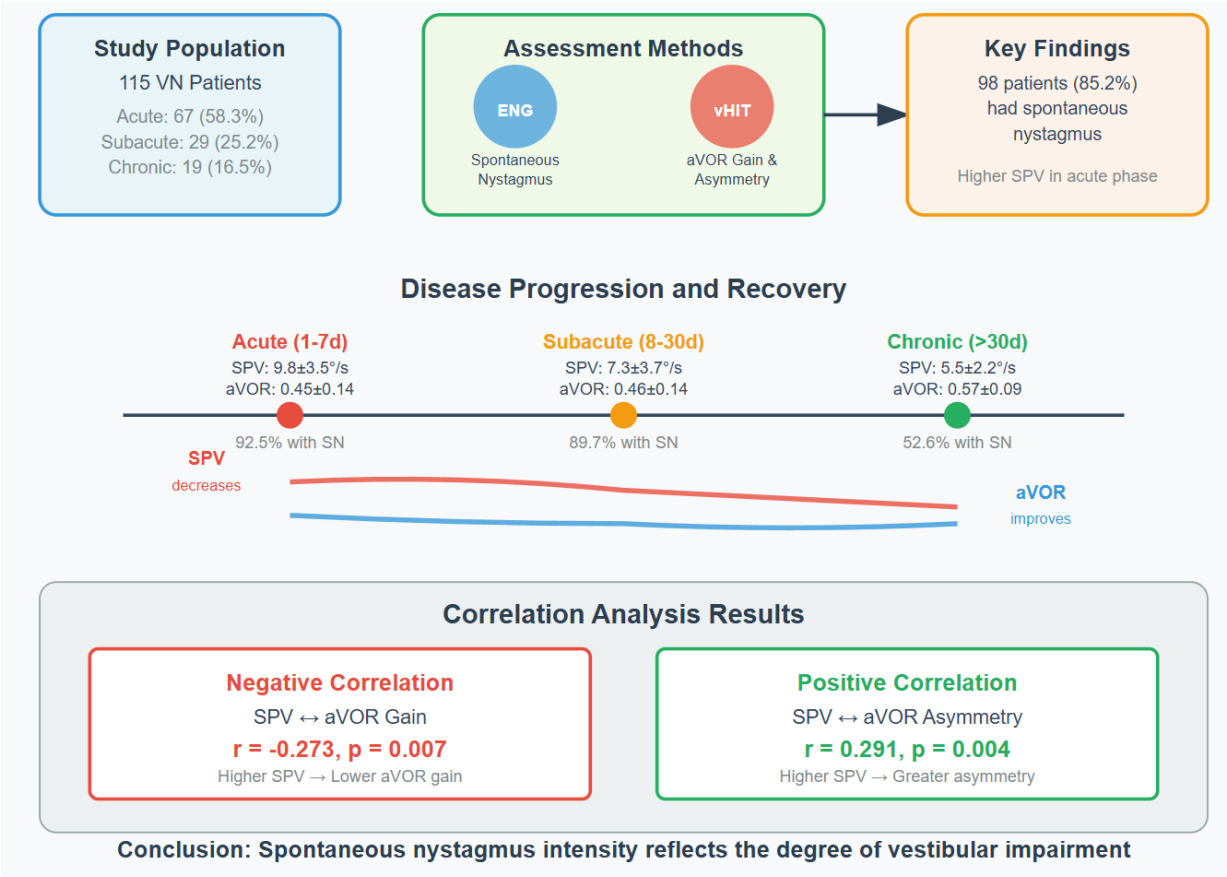 Study Population
115 VN Patients
Acute: 67 (58.3%)
Subacute: 29 (25.2%)
Chronic: 19 (16.5%)
Assessment Methods
ENG
Spontaneous
Nystagmus
vHIT
aVOR Gain &
Asymmetry
Key Findings
98 patients (85.2%)
had spontaneous
nystagmus
Higher SPV in acute phase
Disease Progression and Recovery
Acute (1-7d)
SPV: 9.8±3.5°/s
aVOR: 0.45±0.14
92.5% with SN
Subacute (8-30d)
SPV: 7.3±3.7°/s
aVOR: 0.46±0.14
89.7% with SN
Chronic (>30d)
SPV: 5.5±2.2°/s
aVOR: 0.57±0.09
52.6% with SN
SPV
decreases
aVOR
improves
Correlation Analysis Results
Negative Correlation
SPV ↔ aVOR Gain
r = -0.273, p = 0.007
Higher SPV → Lower aVOR gain
Positive Correlation
SPV ↔ aVOR Asymmetry
r = 0.291, p = 0.004
Higher SPV → Greater asymmetry
Conclusion: Spontaneous nystagmus intensity reflects the degree of vestibular impairment